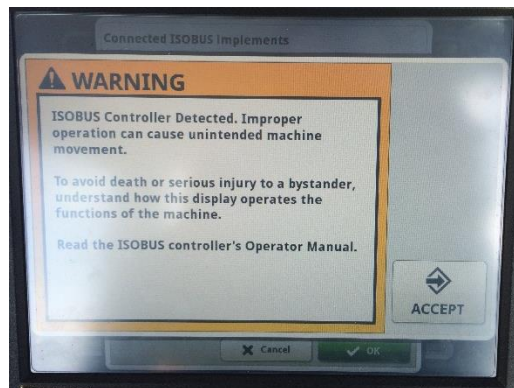 Connected ISOBUS Implements
WARNING
ISOBUS Controller Detected. Improper
operation can cause unintended machine
movement.
To avoid death or serious injury to a bystander,
understand how this display operates the
functions of the machine.
Read the ISOBUS controller's Operator Manual.
ACCEPT
Cancel
OK